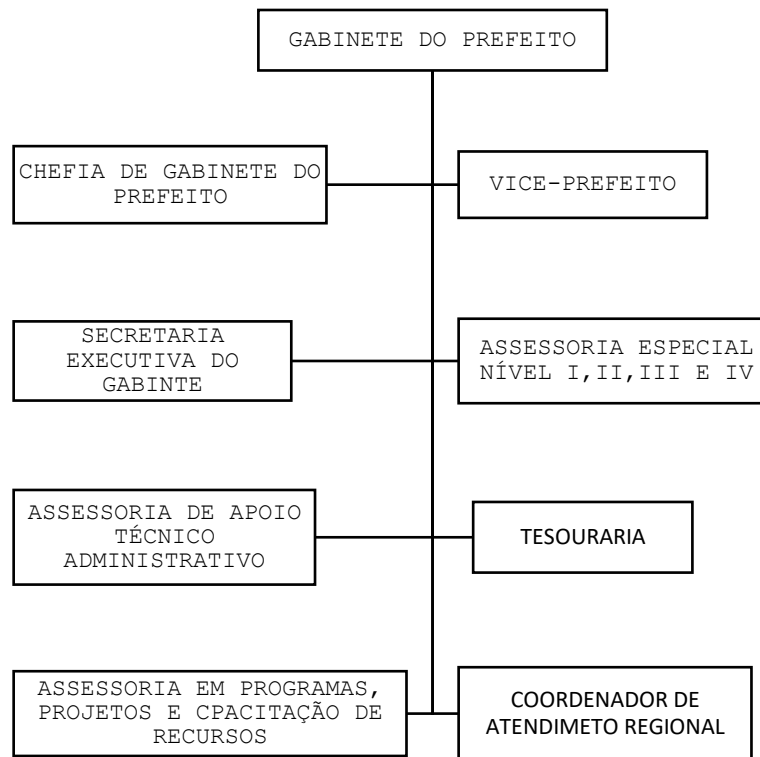 GABINETE DO PREFEITO
CHEFIA DE GABINETE DO
PREFEITO
VICE-PREFEITO
SECRETARIA
EXECUTIVA DO
GABINTE
ASSESSORIA ESPECIAL
NÍVEL I,II,III E IV
ASSESSORIA DE APOIO
TÉCNICO
ADMINISTRATIVO
TESOURARIA
ASSESSORIA EM PROGRAMAS,
PROJETOS E CPACITAÇÃO DE
RECURSOS
COORDENADOR DE
ATENDIMETO REGIONAL